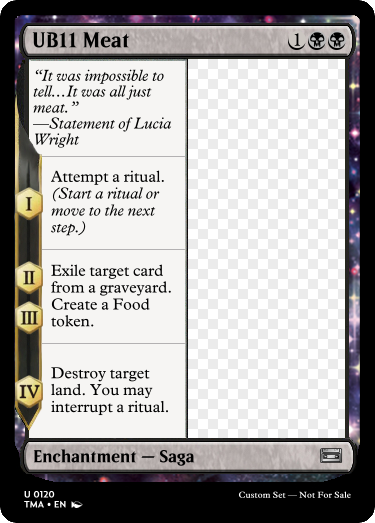 UB11 Meat 1
“It was impossible to
tell…It was all just
meat.”
—Statement of Lucia
Wright
I
Attempt a ritual.
(Start a ritual or
move to the next
step.)
II
III
Exile target card
from a graveyard.
Create a Food
token.
IV
Destroy target
land. You may
interrupt a ritual.
Enchantment — Saga
U 0120
TMA • EN
Custom Set — Not For Sale